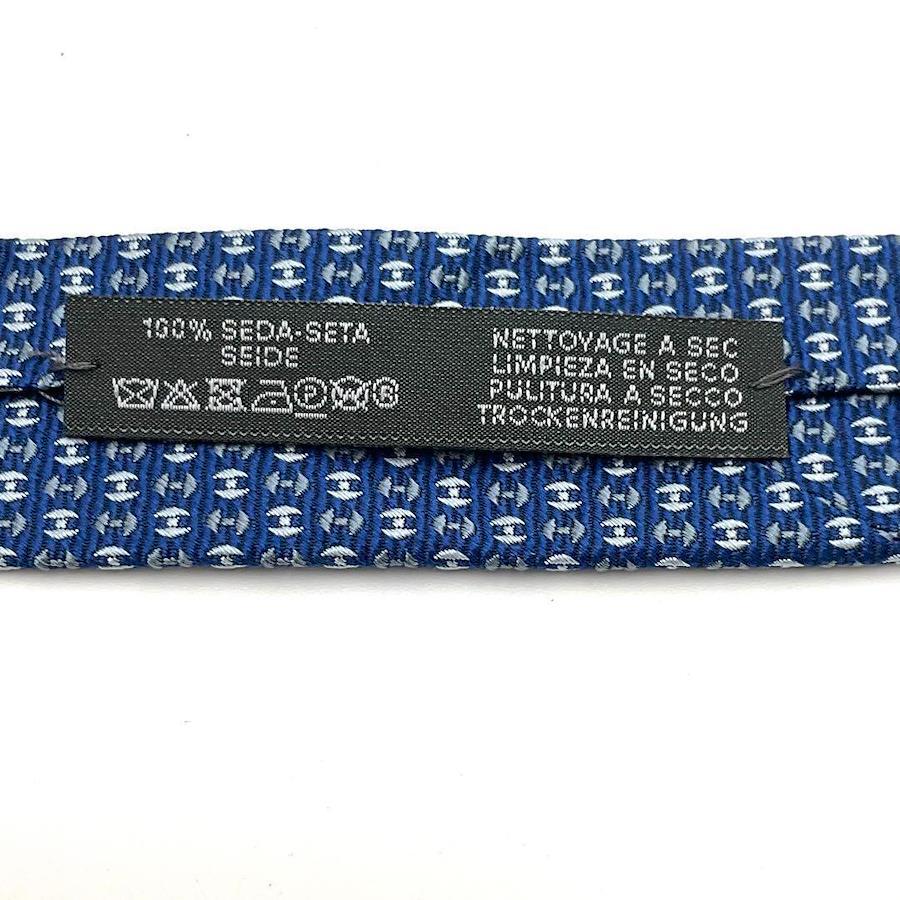 100% SEDA-SETA
SEIDE
NETTOYAGE A SEC
LIMPIEZA EN SECO
PULITURA A SECCO
TROCKENREINIGUNG